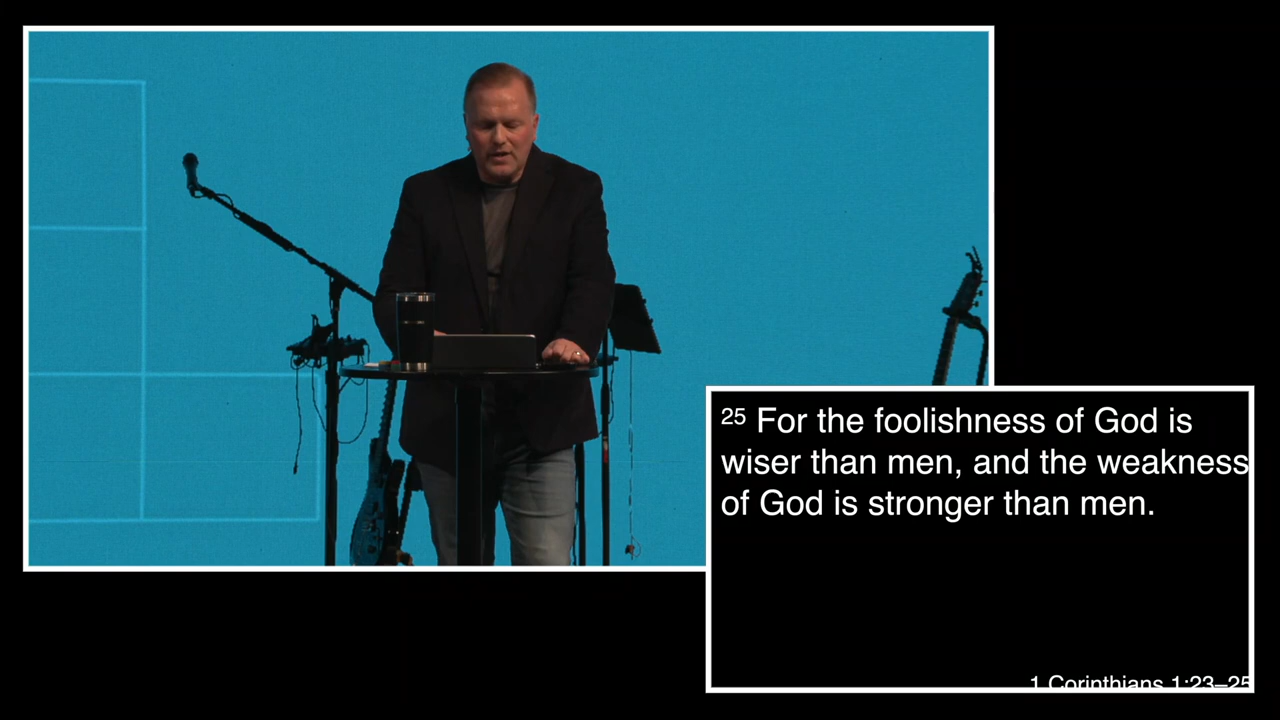 25 For the foolishness of God is
wiser than men, and the weakness
of God is stronger than men.
1 Corinthians 1:23–25